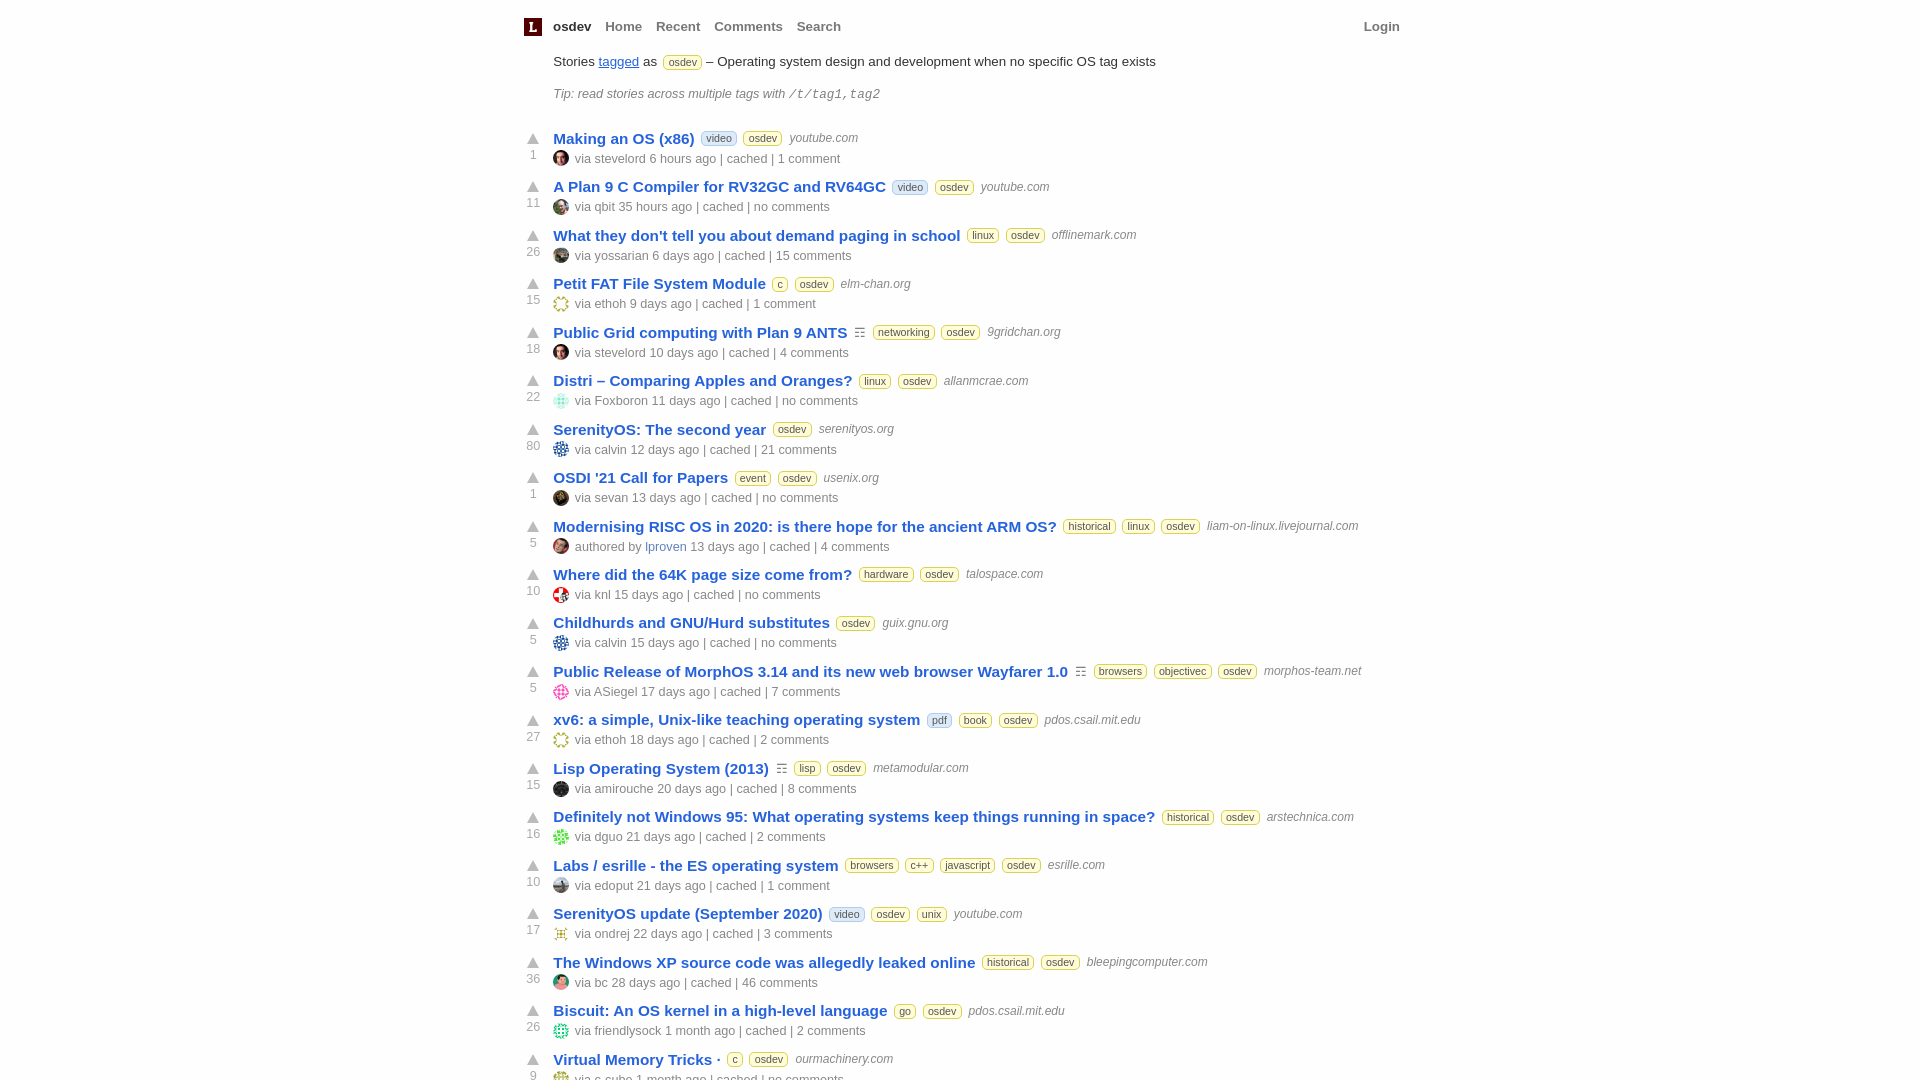 L osdev Home Recent Comments Search Login
Stories tagged as osdev – Operating system design and development when no specific OS tag exists
Tip: read stories across multiple tags with /t/tag1,tag2
Making an OS (x86) video osdev youtube.com
1 via stevelord 6 hours ago | cached | 1 comment
A Plan 9 C Compiler for RV32GC and RV64GC video osdev youtube.com
11 via qbit 35 hours ago | cached | no comments
What they don't tell you about demand paging in school linux osdev offlinemark.com
26 via yossarian 6 days ago | cached | 15 comments
Petit FAT File System Module c osdev elm-chan.org
15 via ethoh 9 days ago | cached | 1 comment
Public Grid computing with Plan 9 ANTS ☶ networking osdev 9gridchan.org
18 via stevelord 10 days ago | cached | 4 comments
Distri – Comparing Apples and Oranges? linux osdev allanmcrae.com
22 via Foxboron 11 days ago | cached | no comments
SerenityOS: The second year osdev serenityos.org
80 via calvin 12 days ago | cached | 21 comments
OSDI '21 Call for Papers event osdev usenix.org
1 via sevan 13 days ago | cached | no comments
Modernising RISC OS in 2020: is there hope for the ancient ARM OS? historical linux osdev liam-on-linux.livejournal.com
5 authored by lproven 13 days ago | cached | 4 comments
Where did the 64K page size come from? hardware osdev talospace.com
10 via knl 15 days ago | cached | no comments
Childhurds and GNU/Hurd substitutes osdev guix.gnu.org
5 via calvin 15 days ago | cached | no comments
Public Release of MorphOS 3.14 and its new web browser Wayfarer 1.0 ☶ browsers objectivec osdev morphos-team.net
5 via ASiegel 17 days ago | cached | 7 comments
xv6: a simple, Unix-like teaching operating system pdf book osdev pdos.csail.mit.edu
27 via ethoh 18 days ago | cached | 2 comments
Lisp Operating System (2013) ☶ lisp osdev metamodular.com
15 via amirouche 20 days ago | cached | 8 comments
Definitely not Windows 95: What operating systems keep things running in space? historical osdev arstechnica.com
16 via dguo 21 days ago | cached | 2 comments
Labs / esrille - the ES operating system browsers c++ javascript osdev esrille.com
10 via edoput 21 days ago | cached | 1 comment
SerenityOS update (September 2020) video osdev unix youtube.com
17 via ondrej 22 days ago | cached | 3 comments
The Windows XP source code was allegedly leaked online historical osdev bleepingcomputer.com
36 via bc 28 days ago | cached | 46 comments
Biscuit: An OS kernel in a high-level language go osdev pdos.csail.mit.edu
26 via friendlysock 1 month ago | cached | 2 comments
Virtual Memory Tricks · c osdev ourmachinery.com
9 via c-cube 1 month ago | cached | no comments